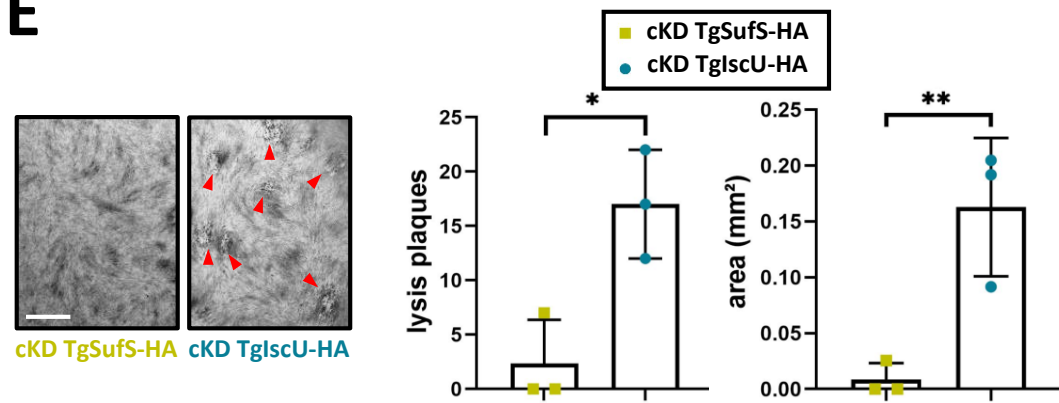 E
cKD TgSufS-HA
cKD TgIscU-HA
cKD TgSufS-HA cKD TgIscU-HA
lysis plaques
25
20
15
10
5
0
*
area (mm²)
0.25
0.20
0.15
0.10
0.05
0.00
**